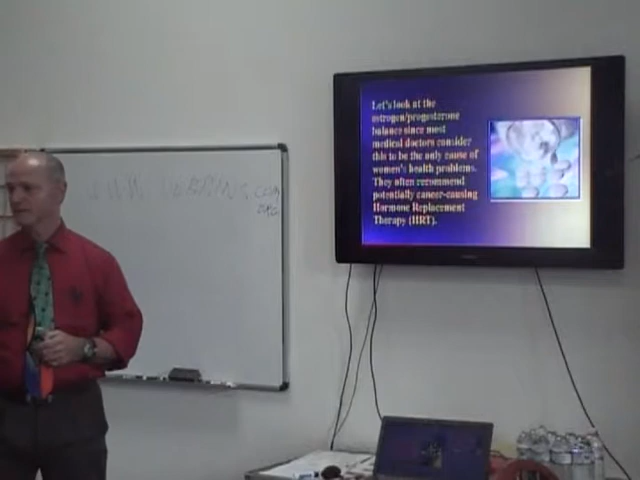 Let's look at the
estrogen/progesterone
balance since most
medical doctors consider
this to be the only cause of
women's health problems.
They often recommend
potentially cancer-causing
Hormone Replacement
Therapy (HRT).